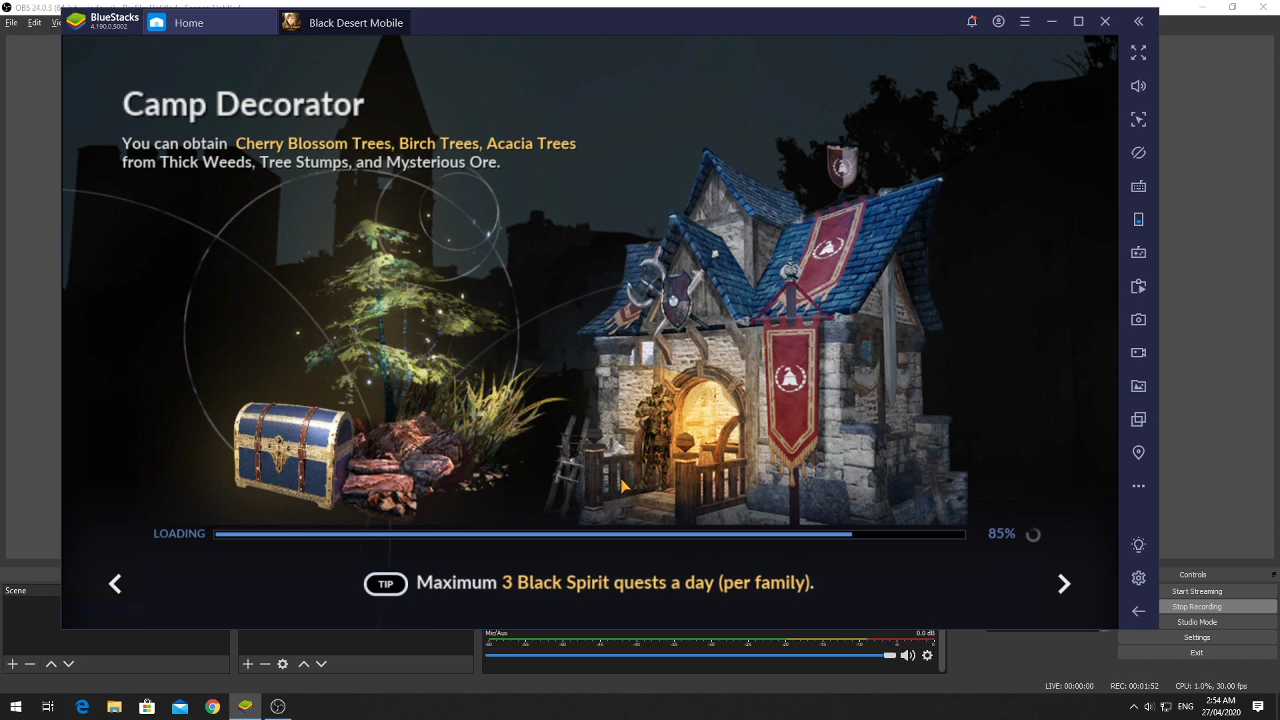 OBS 24.0.3
File
BlueStacks
4.190.0.5002
Home
Black Desert Mobile
Camp Decorator
You can obtain Cherry Blossom Trees, Birch Trees, Acacia Trees
from Thick Weeds, Tree Stumps, and Mysterious Ore.
LOADING
85%
TIP
Maximum 3 Black Spirit quests a day (per family).
Scene
Mic/Aux
0.0 dB
Controls
Start Streaming
Stop Recording
Studio Mode
Settings
Exit
LIVE: 00:00:00
REC: 00:01:52
CPU: 1.0%, 30.00 fps
ENG
2:54 AM